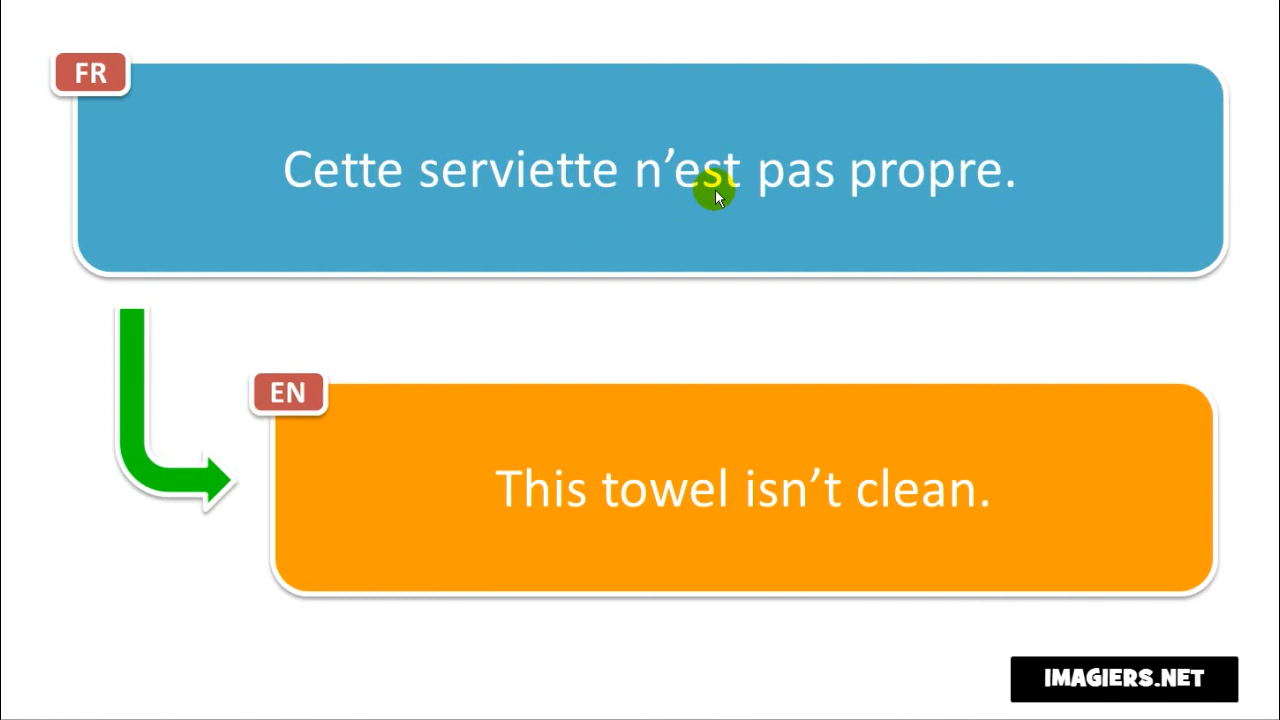 FR
Cette serviette n’est pas propre.
EN
This towel isn’t clean.
IMAGIERS.NET